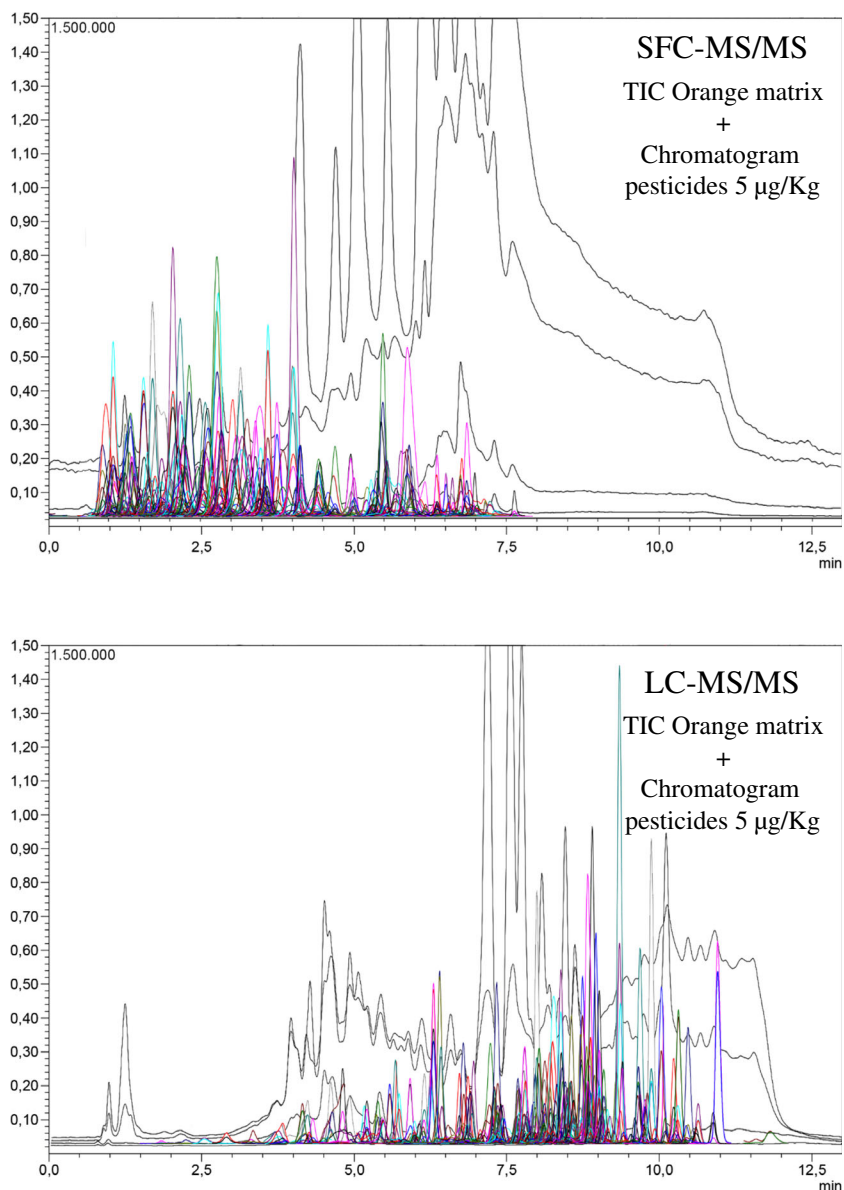 1,50
1.500.000
1,40
1,30
1,20
1,10
1,00
0,90
0,80
0,70
0,60
0,50
0,40
0,30
0,20
0,10
0,0 2,5 5,0 7,5 10,0 12,5
min
SFC-MS/MS
TIC Orange matrix
+
Chromatogram
pesticides 5 µg/Kg
1,50
1.500.000
1,40
1,30
1,20
1,10
1,00
0,90
0,80
0,70
0,60
0,50
0,40
0,30
0,20
0,10
0,0 2,5 5,0 7,5 10,0 12,5
min
LC-MS/MS
TIC Orange matrix
+
Chromatogram
pesticides 5 µg/Kg